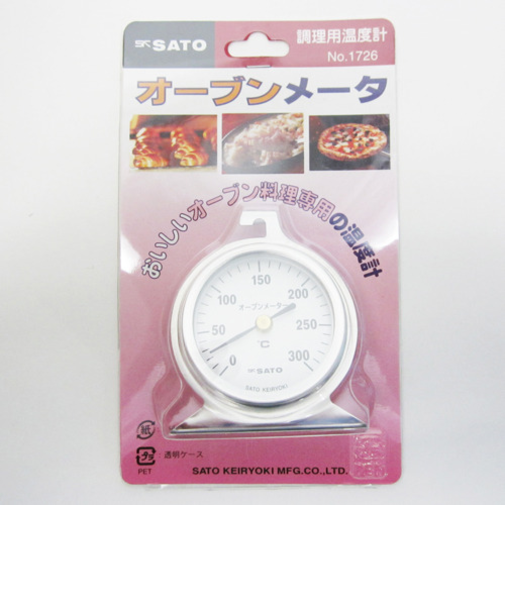 SK SATO
調理用温度計
No.1726
オーブンメータ
おいしいオーブン料理専用の温度計
0
50
100
150
200
250
300
オーブンメーター
°C
SK SATO
SATO KEIRYOKI
紙
PET
透明ケース
SATO KEIRYOKI MFG.CO.,LTD.